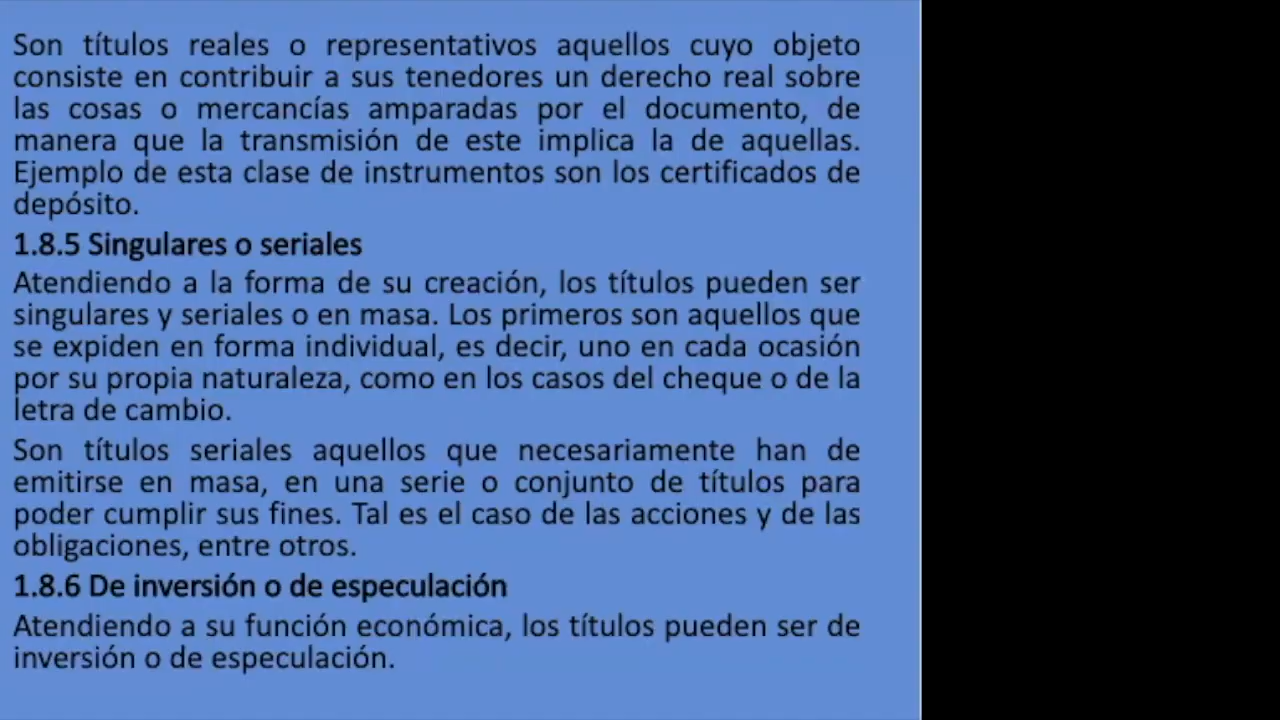 Son títulos reales o representativos aquellos cuyo objeto
consiste en contribuir a sus tenedores un derecho real sobre
las cosas o mercancías amparadas por el documento, de
manera que la transmisión de este implica la de aquellas.
Ejemplo de esta clase de instrumentos son los certificados de
depósito.
1.8.5 Singulares o seriales
Atendiendo a la forma de su creación, los títulos pueden ser
singulares y seriales o en masa. Los primeros son aquellos que
se expiden en forma individual, es decir, uno en cada ocasión
por su propia naturaleza, como en los casos del cheque o de la
letra de cambio.
Son títulos seriales aquellos que necesariamente han de
emitirse en masa, en una serie o conjunto de títulos para
poder cumplir sus fines. Tal es el caso de las acciones y de las
obligaciones, entre otros.
1.8.6 De inversión o de especulación
Atendiendo a su función económica, los títulos pueden ser de
inversión o de especulación.